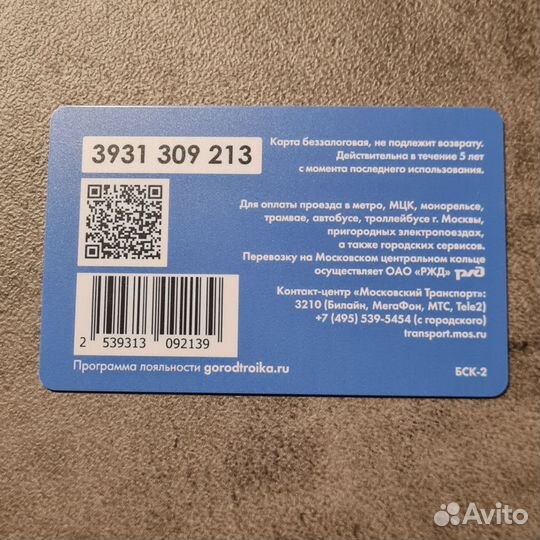 3931 309 213
Карта беззалоговая, не подлежит возврату.
Действительна в течение 5 лет
с момента последнего использования.
Для оплаты проезда в метро, МЦК, монорельсе,
трамвае, автобусе, троллейбусе г. Москвы,
пригородных электропоездах,
а также городских сервисов.
Перевозку на Московском центральном кольце
осуществляет ОАО «РЖД» ржд
Контакт-центр «Московский Транспорт»:
3210 (Билайн, МегаФон, МТС, Tele2)
+7 (495) 539-5454 (с городского)
transport.mos.ru
2 539313 092139
Программа лояльности gorodtroika.ru
БСК-2
Avito